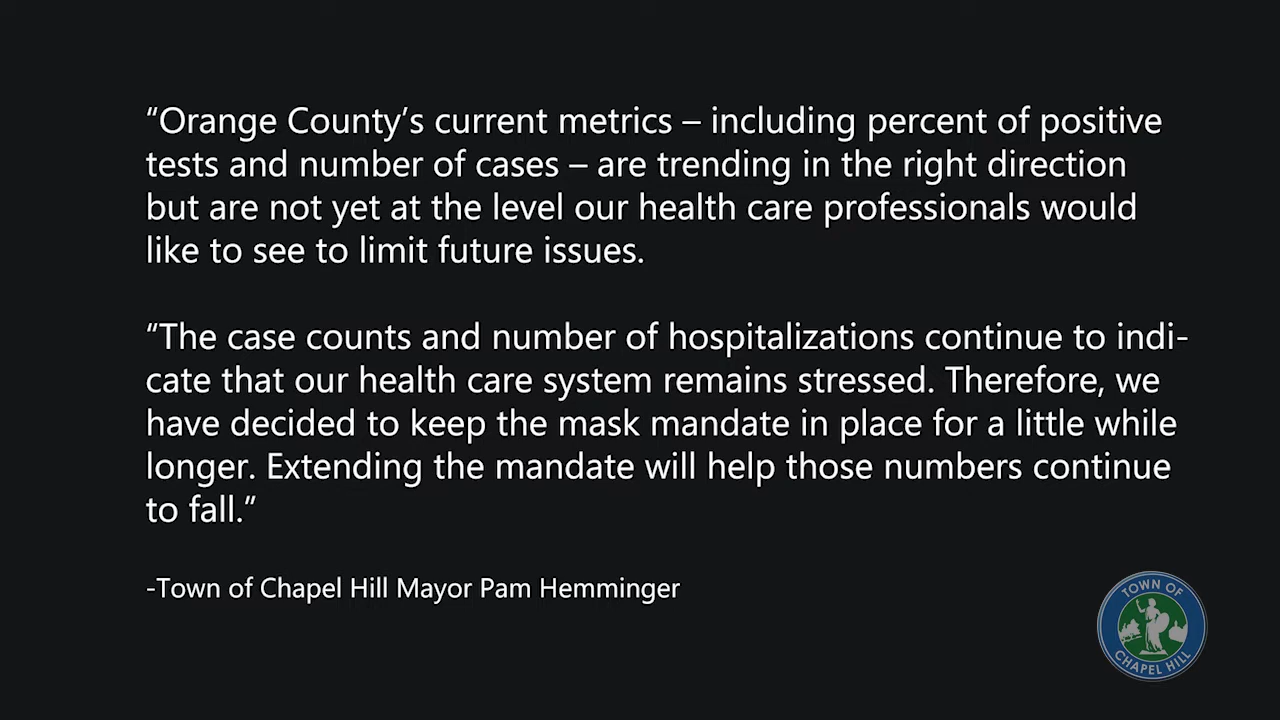 “Orange County’s current metrics – including percent of positive
tests and number of cases – are trending in the right direction
but are not yet at the level our health care professionals would
like to see to limit future issues.
“The case counts and number of hospitalizations continue to indi-
cate that our health care system remains stressed. Therefore, we
have decided to keep the mask mandate in place for a little while
longer. Extending the mandate will help those numbers continue
to fall.”
-Town of Chapel Hill Mayor Pam Hemminger
TOWN OF
CHAPEL HILL